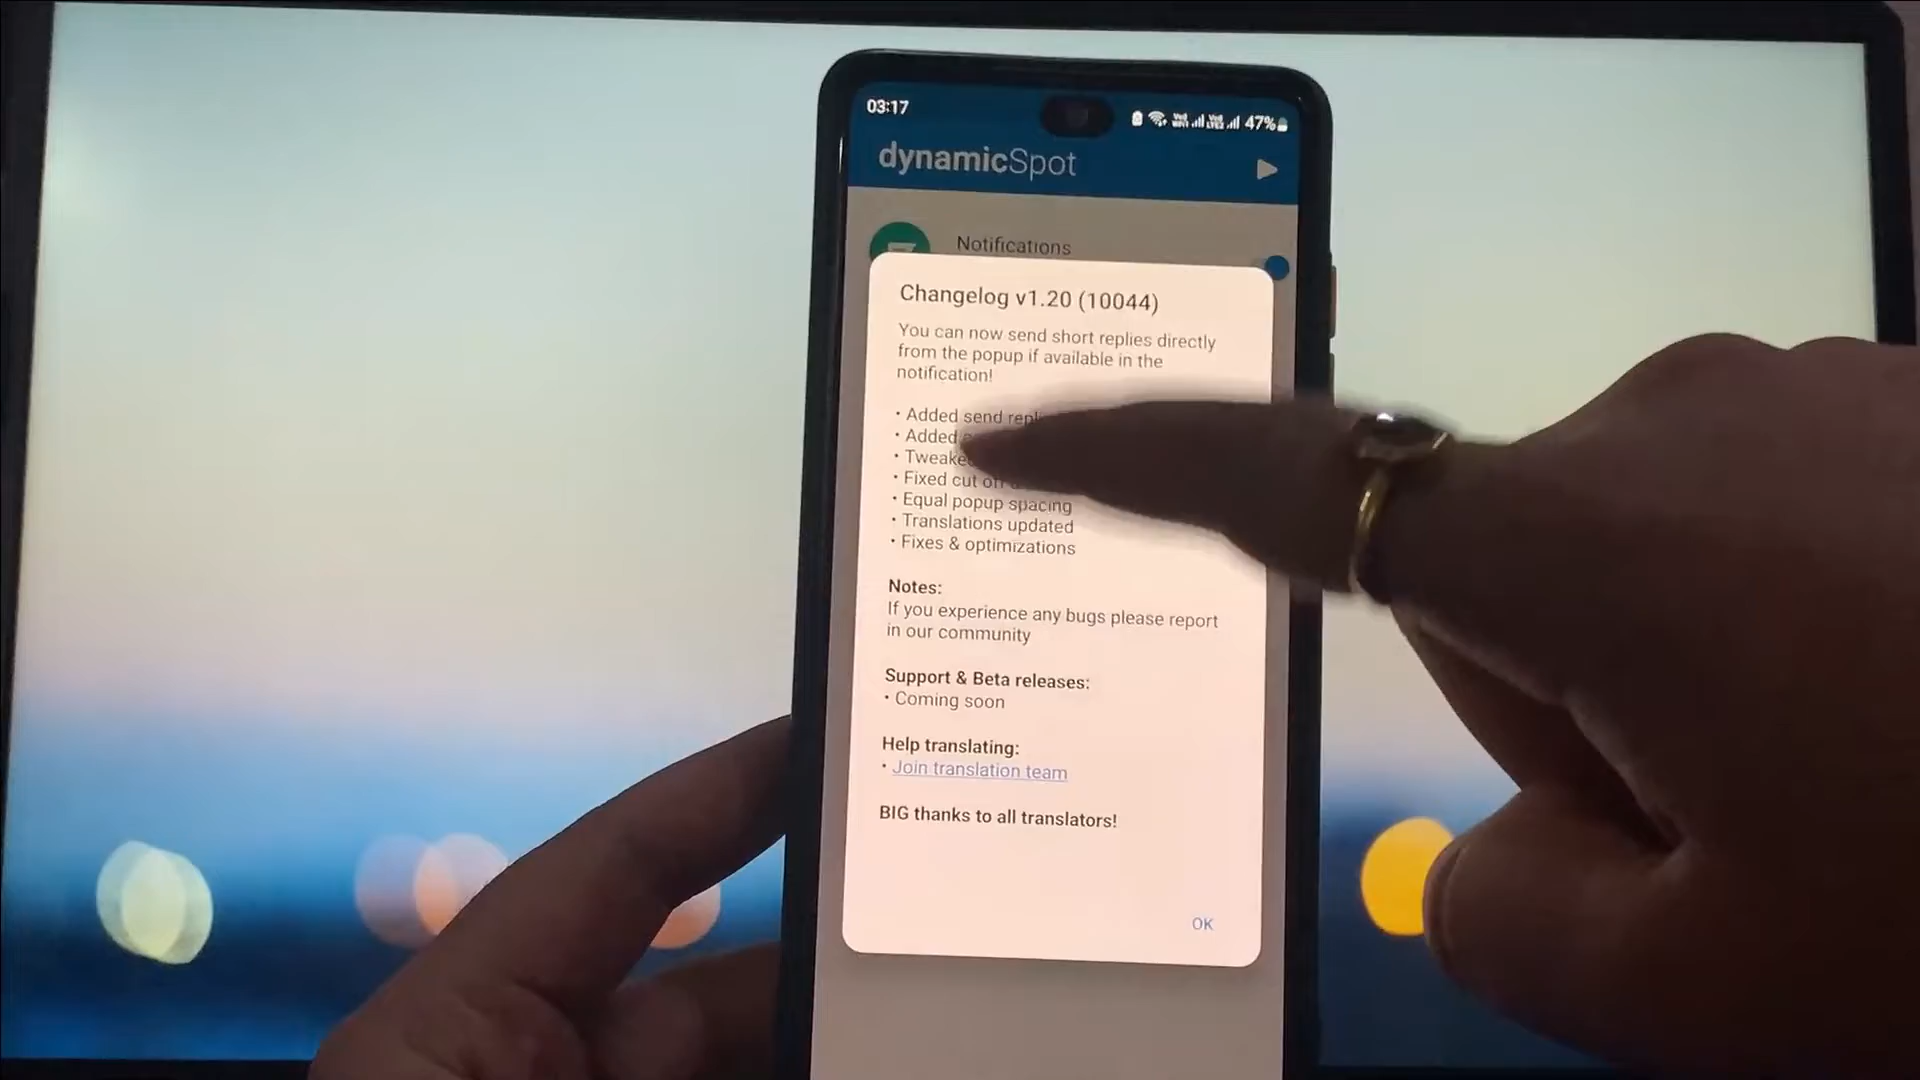 03:17
47%
dynamicSpot
Notifications
Changelog v1.20 (10044)
You can now send short replies directly
from the popup if available in the
notification!
• Added send
• Added
• Fixed cut
• Equal popup spacing
• Translations updated
• Fixes & optimizations
Notes:
If you experience any bugs please report
in our community
Support & Beta releases:
• Coming soon
Help translating:
• Join translation team
BIG thanks to all translators!
OK